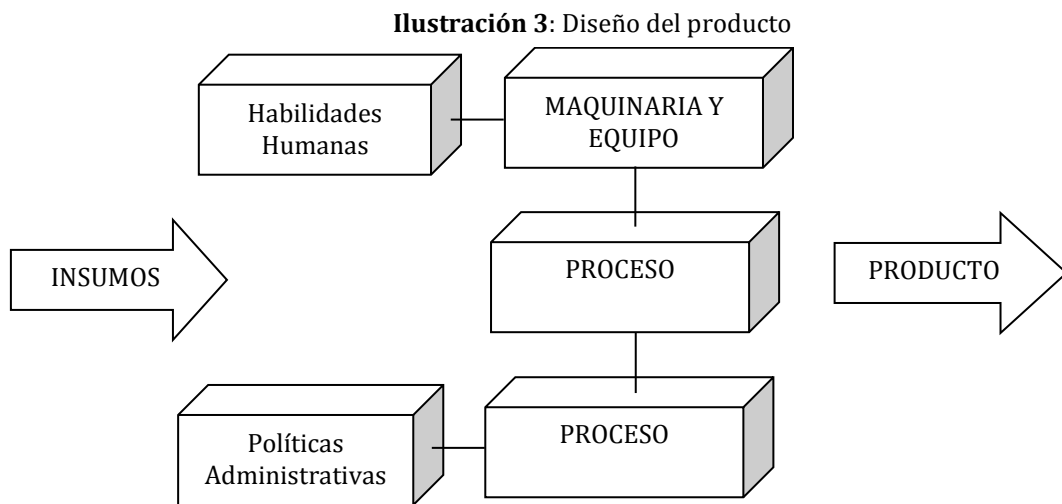 Ilustración 3: Diseño del producto
Habilidades
Humanas
MAQUINARIA Y
EQUIPO
INSUMOS
PROCESO
PRODUCTO
Políticas
Administrativas
PROCESO